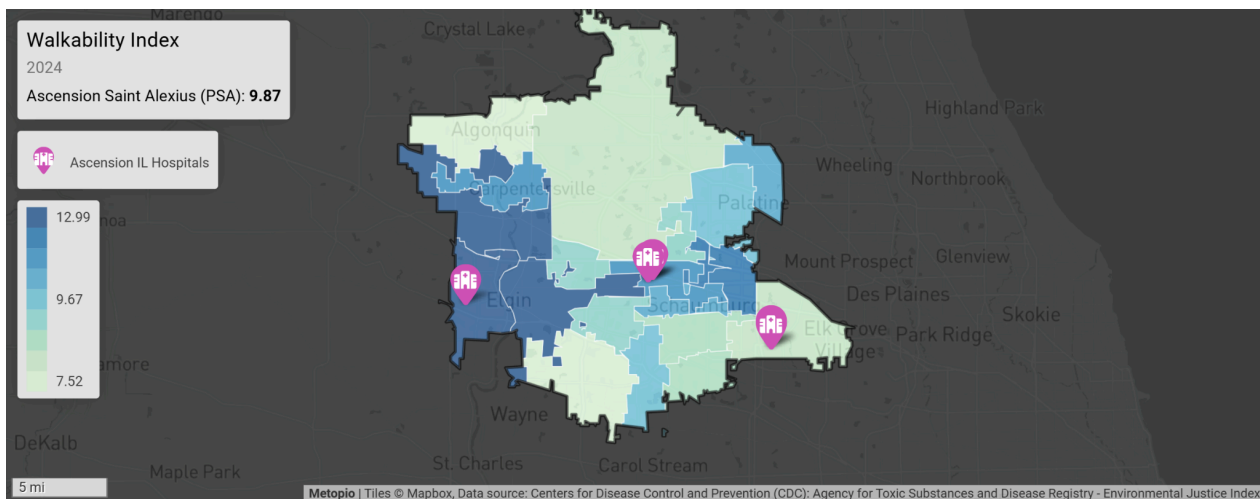 Walkability Index
2024
Ascension Saint Alexius (PSA): 9.87
Ascension IL Hospitals
12.99
9.67
7.52
Marengo
Crystal Lake
Highland Park
Algonquin
Wheeling
Northbrook
Carpentersville
Palatine
noa
Mount Prospect
Glenview
Elgin
Des Plaines
Schaumburg
Skokie
Elk Grove
Village
Park Ridge
amore
Wayne
DeKalb
Maple Park
St. Charles
Carol Stream
5 mi
Metopio | Tiles © Mapbox, Data source: Centers for Disease Control and Prevention (CDC): Agency for Toxic Substances and Disease Registry - Environmental Justice Index